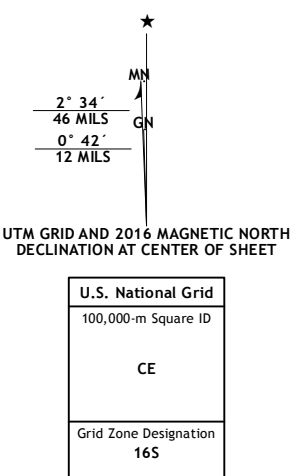 MN
2° 34´
46 MILS
GN
0° 42´
12 MILS
UTM GRID AND 2016 MAGNETIC NORTH
DECLINATION AT CENTER OF SHEET
U.S. National Grid
100,000-m Square ID
CE
Grid Zone Designation
16S